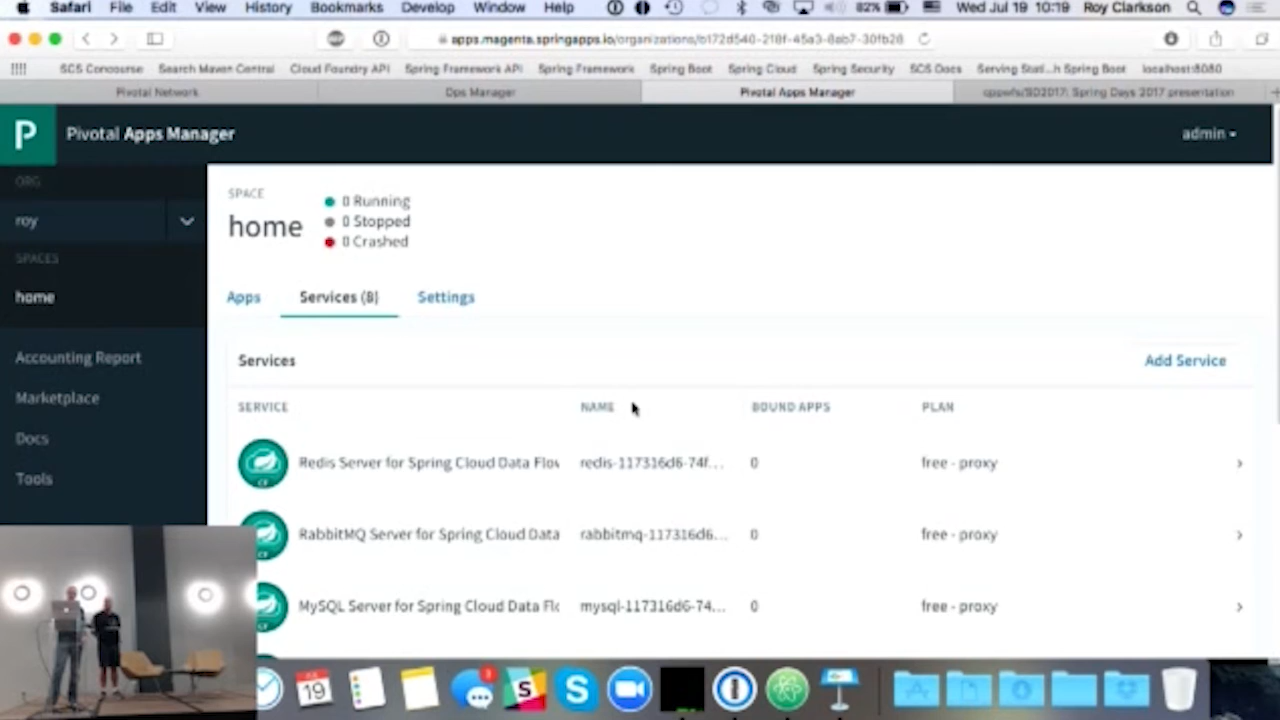 Safari File Edit View History Bookmarks Develop Window Help 82% Wed Jul 19 10:19 Roy Clarkson
apps.magenta.springapps.io/organizations/b172d540-218f-45a3-8ab7-30fb28
SCS Concourse Search Maven Central Cloud Foundry API Spring Framework API Spring Framework Spring Boot Spring Cloud Spring Security SCS Docs Serving Stati...h Spring Boot localhost:8080
Pivotal Network Ops Manager Pivotal Apps Manager Spring Days 2017 presentation
P Pivotal Apps Manager admin
ORG
roy
SPACES
home
Accounting Report
Marketplace
Docs
Tools
SPACE
home
0 Running
0 Stopped
0 Crashed
Apps Services (8) Settings
Services Add Service
SERVICE NAME BOUND APPS PLAN
Redis Server for Spring Cloud Data Flow redis-117316d6-74f... 0 free - proxy
RabbitMQ Server for Spring Cloud Data rabbitmq-117316d6... 0 free - proxy
MySQL Server for Spring Cloud Data Flo mysql-117316d6-74... 0 free - proxy
JUL
19